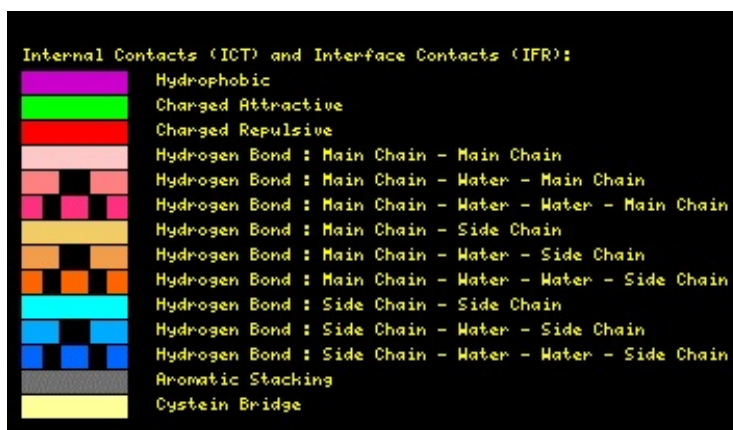 Internal Contacts (ICT) and Interface Contacts (IFR):
Hydrophobic
Charged Attractive
Charged Repulsive
Hydrogen Bond : Main Chain - Main Chain
Hydrogen Bond : Main Chain - Water - Main Chain
Hydrogen Bond : Main Chain - Water - Water - Main Chain
Hydrogen Bond : Main Chain - Side Chain
Hydrogen Bond : Main Chain - Water - Side Chain
Hydrogen Bond : Main Chain - Water - Water - Side Chain
Hydrogen Bond : Side Chain - Side Chain
Hydrogen Bond : Side Chain - Water - Side Chain
Hydrogen Bond : Side Chain - Water - Water - Side Chain
Aromatic Stacking
Cystein Bridge